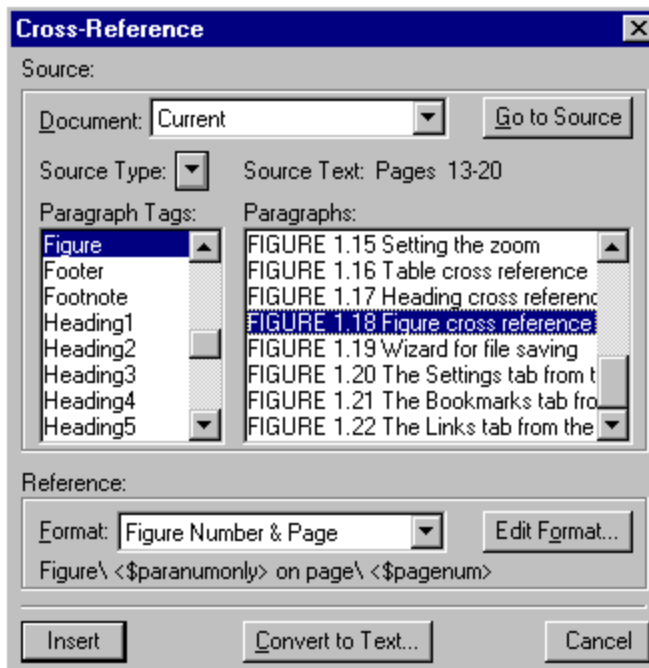 Cross-Reference
Source:
Document: Current Go to Source
Source Type: Source Text: Pages 13-20
Paragraph Tags: Paragraphs:
Figure
Footer
Footnote
Heading1
Heading2
Heading3
Heading4
Heading5
FIGURE 1.15 Setting the zoom
FIGURE 1.16 Table cross reference
FIGURE 1.17 Heading cross referenc
FIGURE 1.18 Figure cross reference
FIGURE 1.19 Wizard for file saving
FIGURE 1.20 The Settings tab from t
FIGURE 1.21 The Bookmarks tab fro
FIGURE 1.22 The Links tab from the
Reference:
Format: Figure Number & Page Edit Format...
Figure\ <$paranumonly> on page\ <$pagenum>
Insert Convert to Text... Cancel